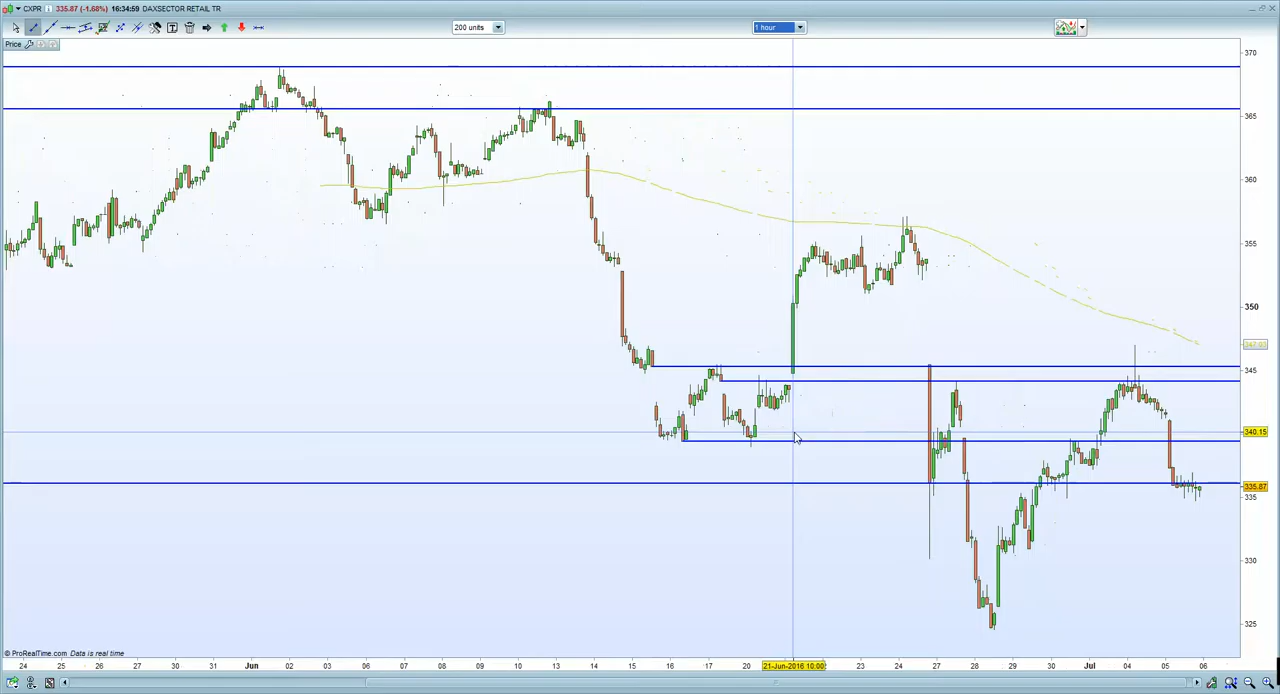 CXPR 335.87 (-1.68%) 16:34:59 DAXSECTOR RETAIL TR
200 units
1 hour
Price
370
365
360
355
350
347.93
345
340.15
335.87
335
330
325
© ProRealTime.com Data is real time
24 25 26 27 30 31 Jun 02 03 06 07 08 09 10 13 14 15 16 17 20 21-Jun-2016 10:00 23 24 27 28 29 30 Jul 04 05 06